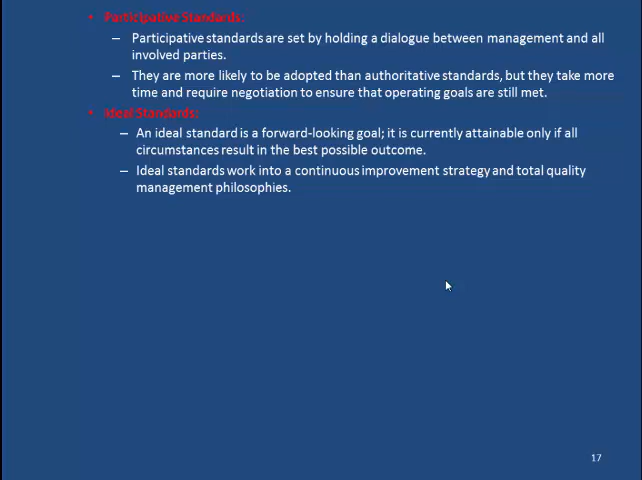 • Participative Standards:
– Participative standards are set by holding a dialogue between management and all
involved parties.
– They are more likely to be adopted than authoritative standards, but they take more
time and require negotiation to ensure that operating goals are still met.
• Ideal Standards:
– An ideal standard is a forward-looking goal; it is currently attainable only if all
circumstances result in the best possible outcome.
– Ideal standards work into a continuous improvement strategy and total quality
management philosophies.
17